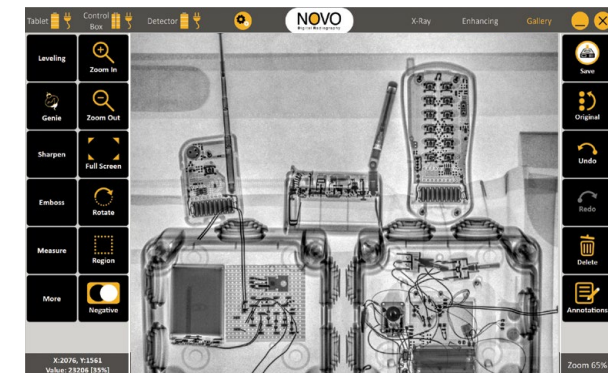 Tablet
Control
Box
Detector
NOVO
Digital Radiography
X-Ray
Enhancing
Gallery
Leveling
Zoom In
Save
Genie
Zoom Out
Original
Sharpen
Full Screen
Undo
Emboss
Rotate
Redo
Measure
Region
Delete
More
Negative
Annotations
X:2076, Y:1561
Value: 23206 [35%]
Zoom 65%